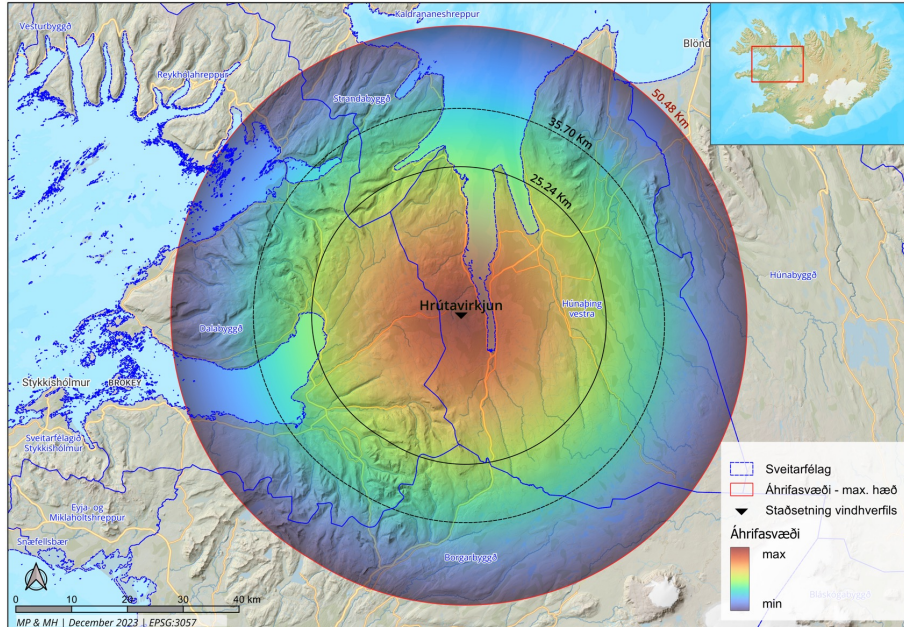 Kaldrananeshreppur
Vesturbyggð
Blönd
Reykhólahreppur
Strandabyggð
50.48 Km
35.70 Km
25.24 Km
Húnabyggð
Hrútavirkjun
Húnaþing
vestra
Dalabyggð
Stykkishólmur
BROKEY
Sveitarfélagið
Stykkishólmur
Eyja- og
Miklaholtshreppur
Snæfellsbær
Borgarbyggð
Bláskógabyggð
Sveitarfélag
Áhrifasvæði - max. hæð
Staðsetning vindhverfils
Áhrifasvæði
max
min
0 10 20 30 40 km
MP & MH | December 2023 | EPSG:3057